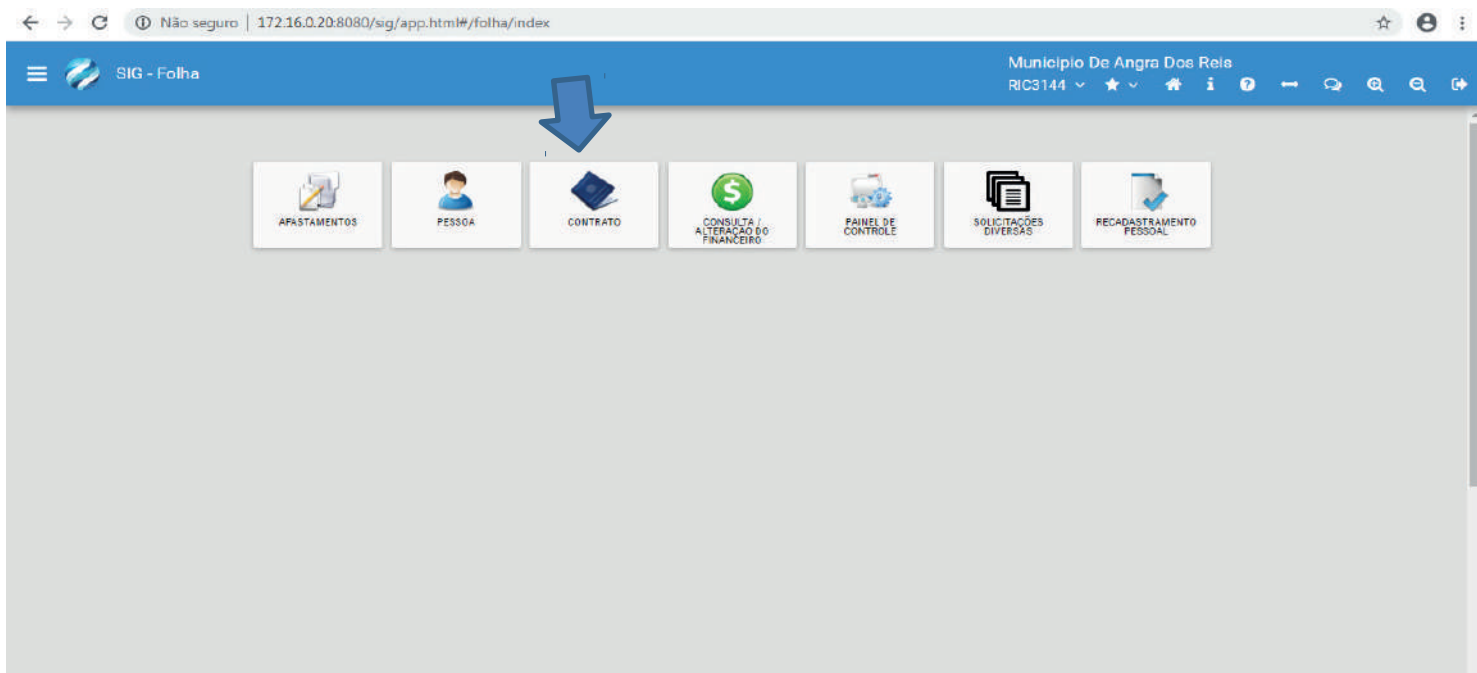 Não seguro | 172.16.0.20:8080/sig/app.html#/folha/index
SIG - Folha
Municipio De Angra Dos Reis
RIC3144
AFASTAMENTOS
PESSOA
CONTRATO
CONSULTA /
ALTERAÇÃO DO
FINANCEIRO
PAINEL DE
CONTROLE
SOLICITAÇÕES
DIVERSAS
RECADASTRAMENTO
PESSOAL